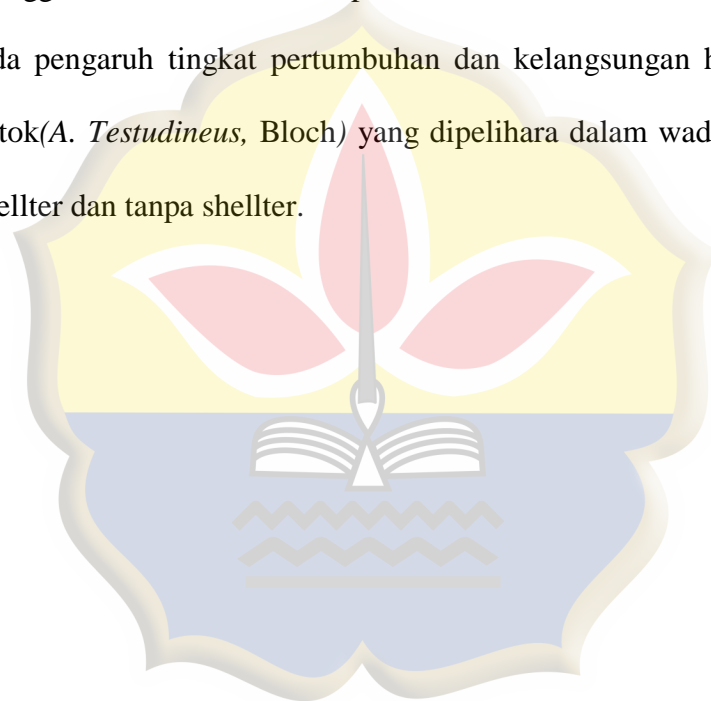 da pengaruh tingkat pertumbuhan dan kelangsungan h
tok(A. Testudineus, Bloch) yang dipelihara dalam wad
ellter dan tanpa shellter.